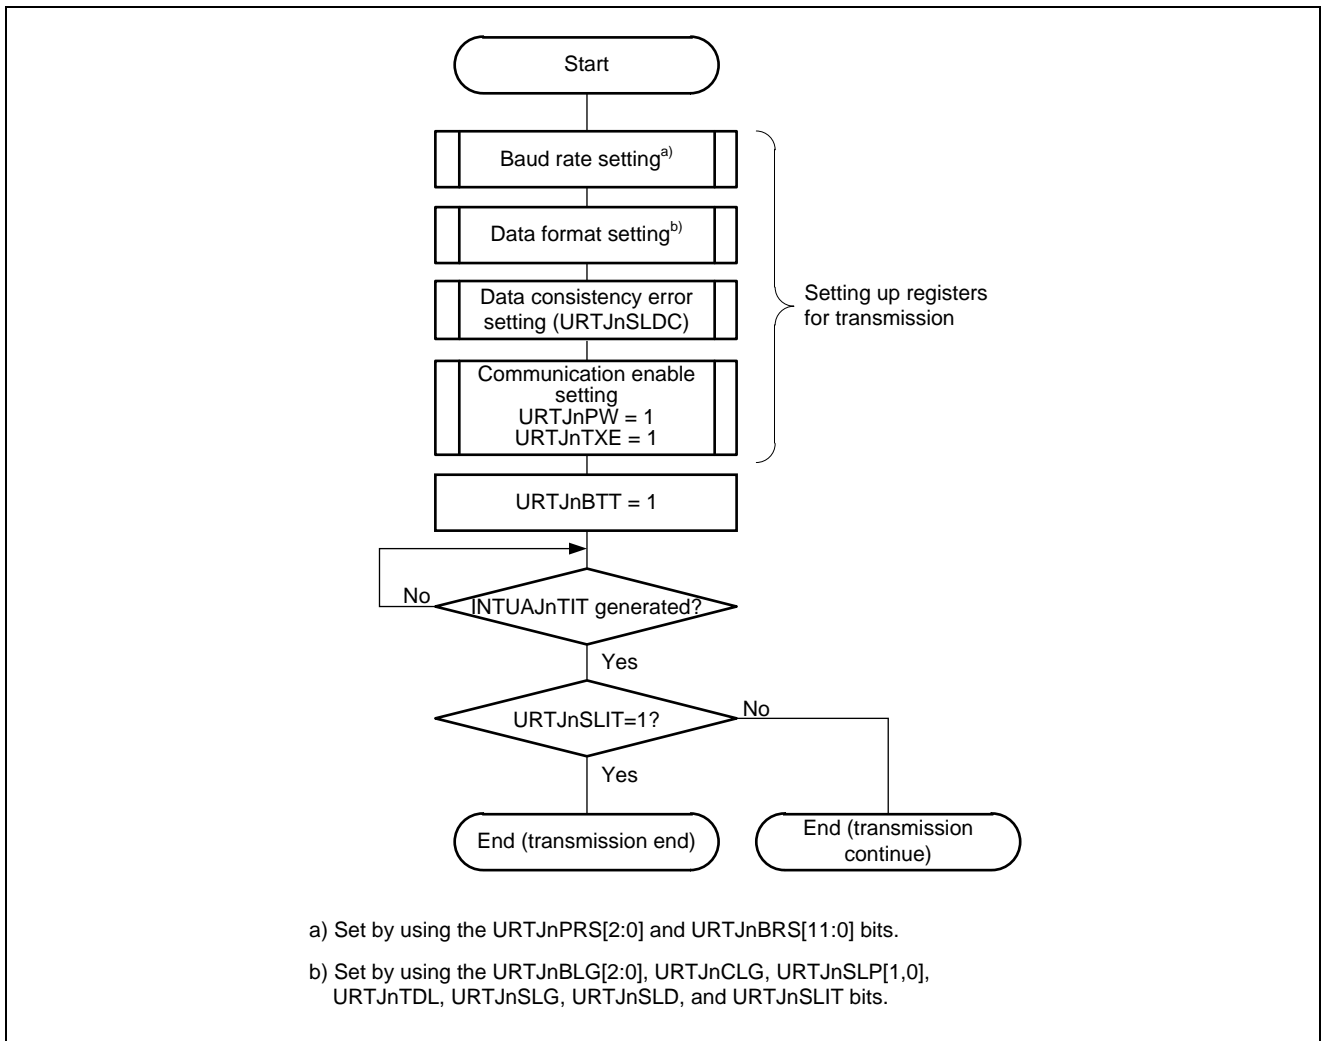 Start
Baud rate setting a)
Data format setting b)
Data consistency error
setting (URTJnSLDC)
Communication enable
setting
URTJnPW = 1
URTJnTXE = 1
Setting up registers
for transmission
URTJnBTT = 1
No
INTUAJnTIT generated?
Yes
URTJnSLIT=1?
No
Yes
End (transmission end)
End (transmission
continue)
a) Set by using the URTJnPRS[2:0] and URTJnBRS[11:0] bits.
b) Set by using the URTJnBLG[2:0], URTJnCLG, URTJnSLP[1,0],
URTJnTDL, URTJnSLG, URTJnSLD, and URTJnSLIT bits.